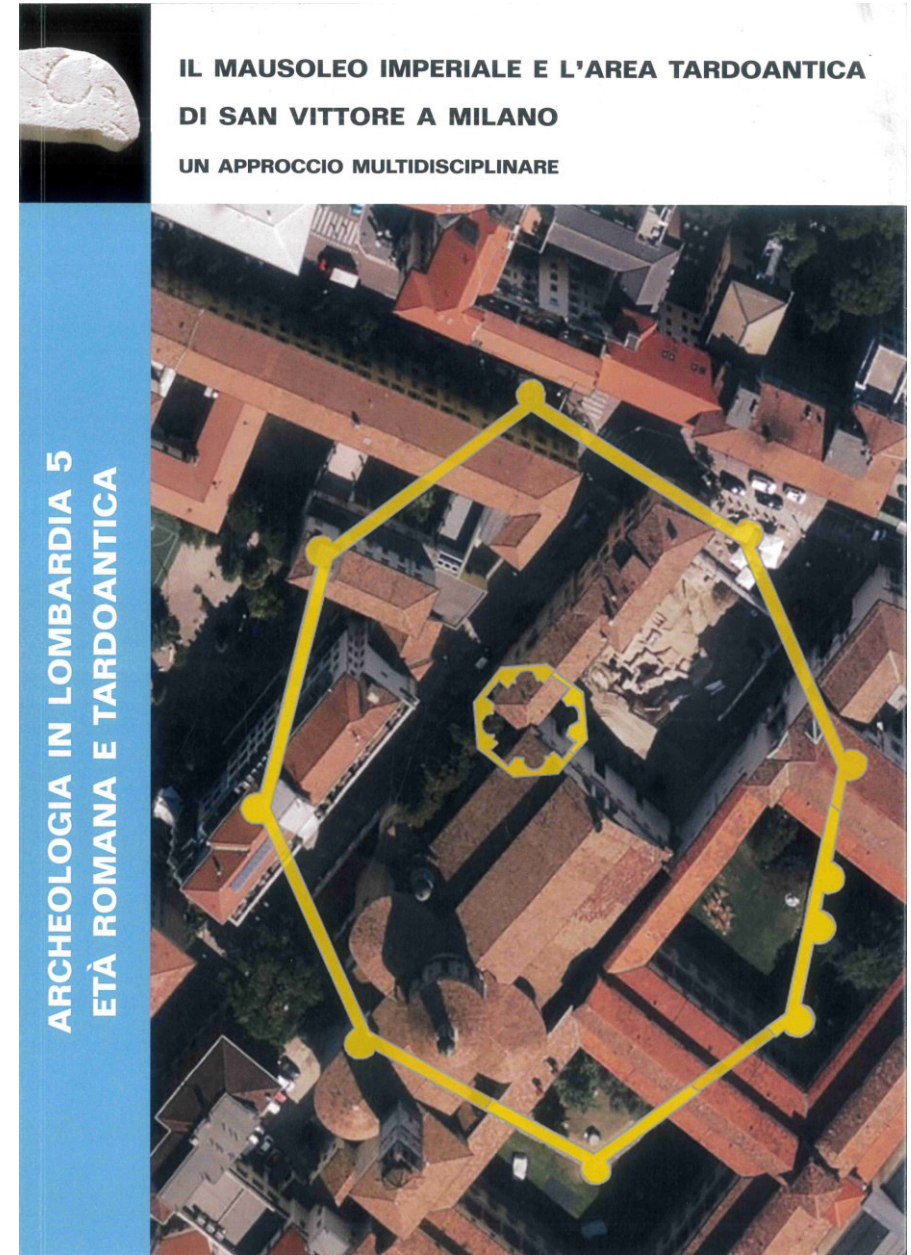 IL MAUSOLEO IMPERIALE E L'AREA TARDOANTICA
DI SAN VITTORE A MILANO
UN APPROCCIO MULTIDISCIPLINARE
ARCHEOLOGIA IN LOMBARDIA 5
ETÀ ROMANA E TARDOANTICA